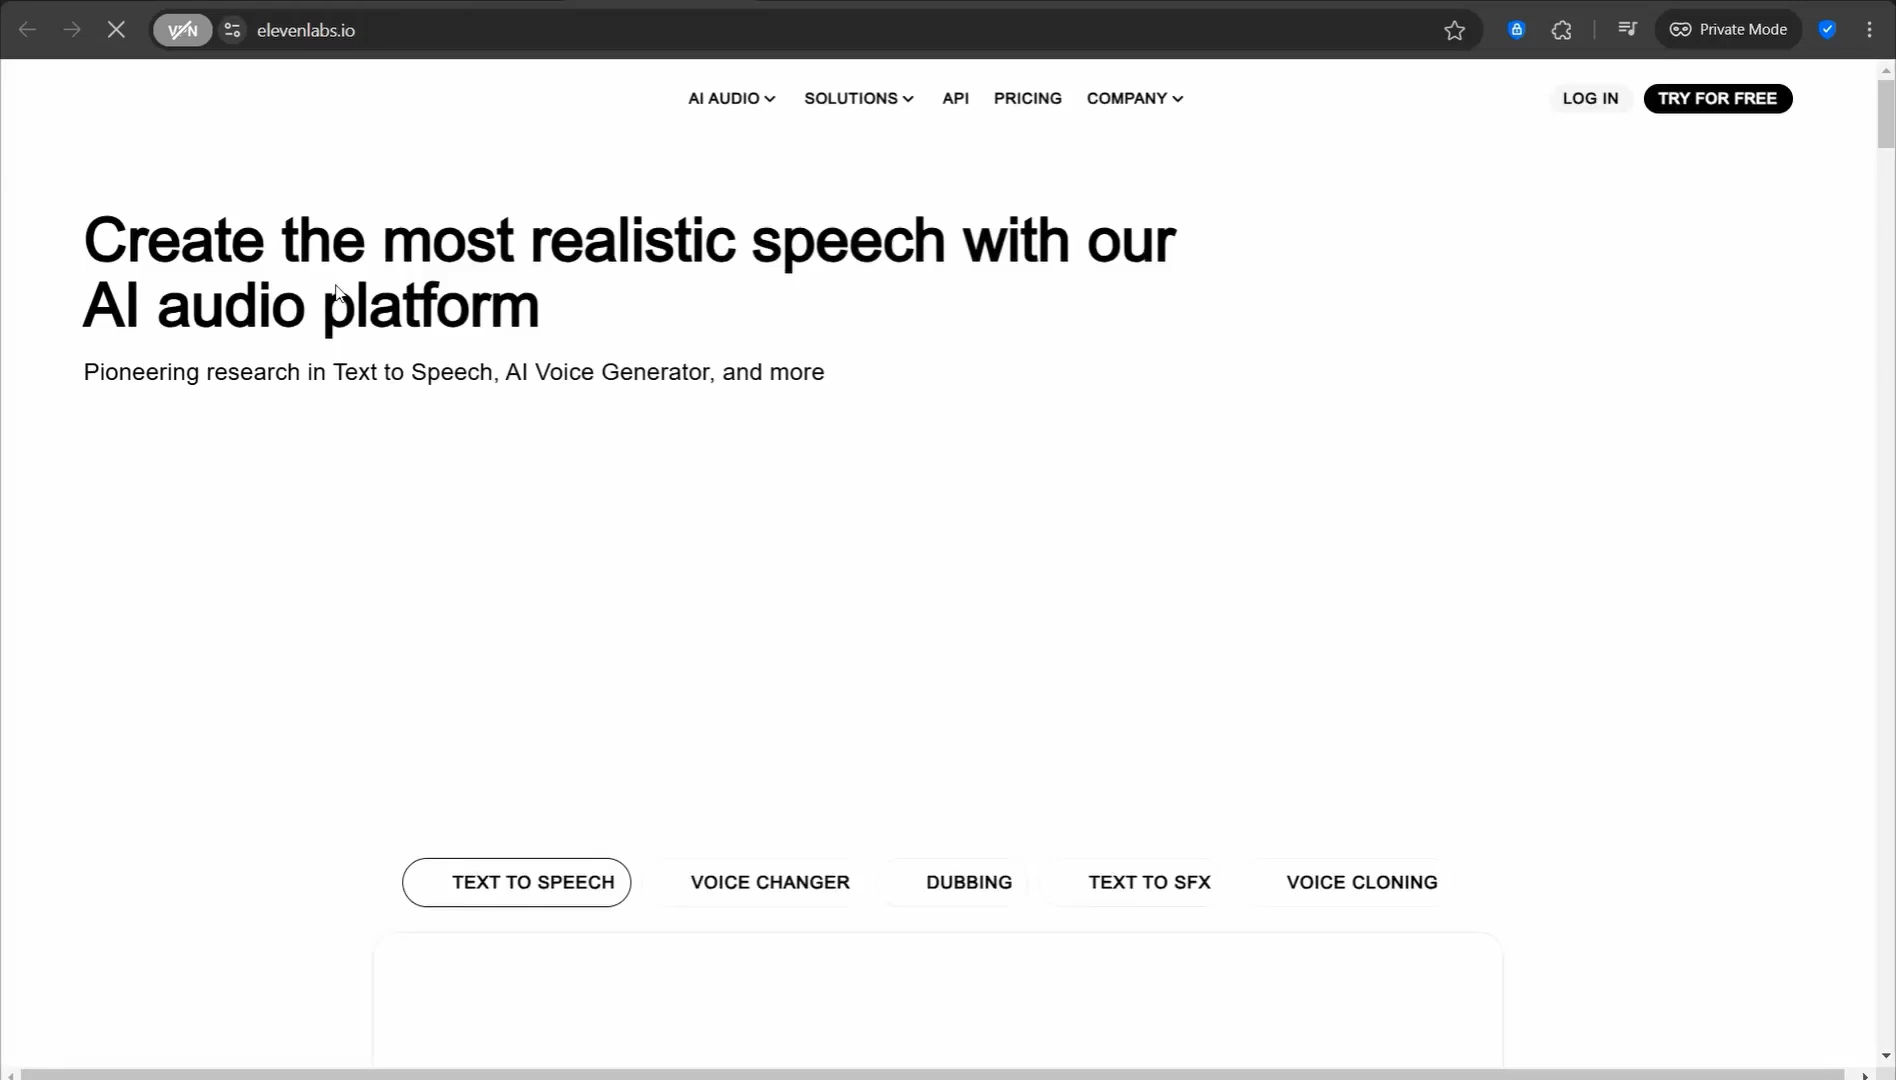 VPN
elevenlabs.io
Private Mode
AI AUDIO
SOLUTIONS
API
PRICING
COMPANY
LOG IN
TRY FOR FREE
Create the most realistic speech with our
AI audio platform
Pioneering research in Text to Speech, AI Voice Generator, and more
TEXT TO SPEECH
VOICE CHANGER
DUBBING
TEXT TO SFX
VOICE CLONING